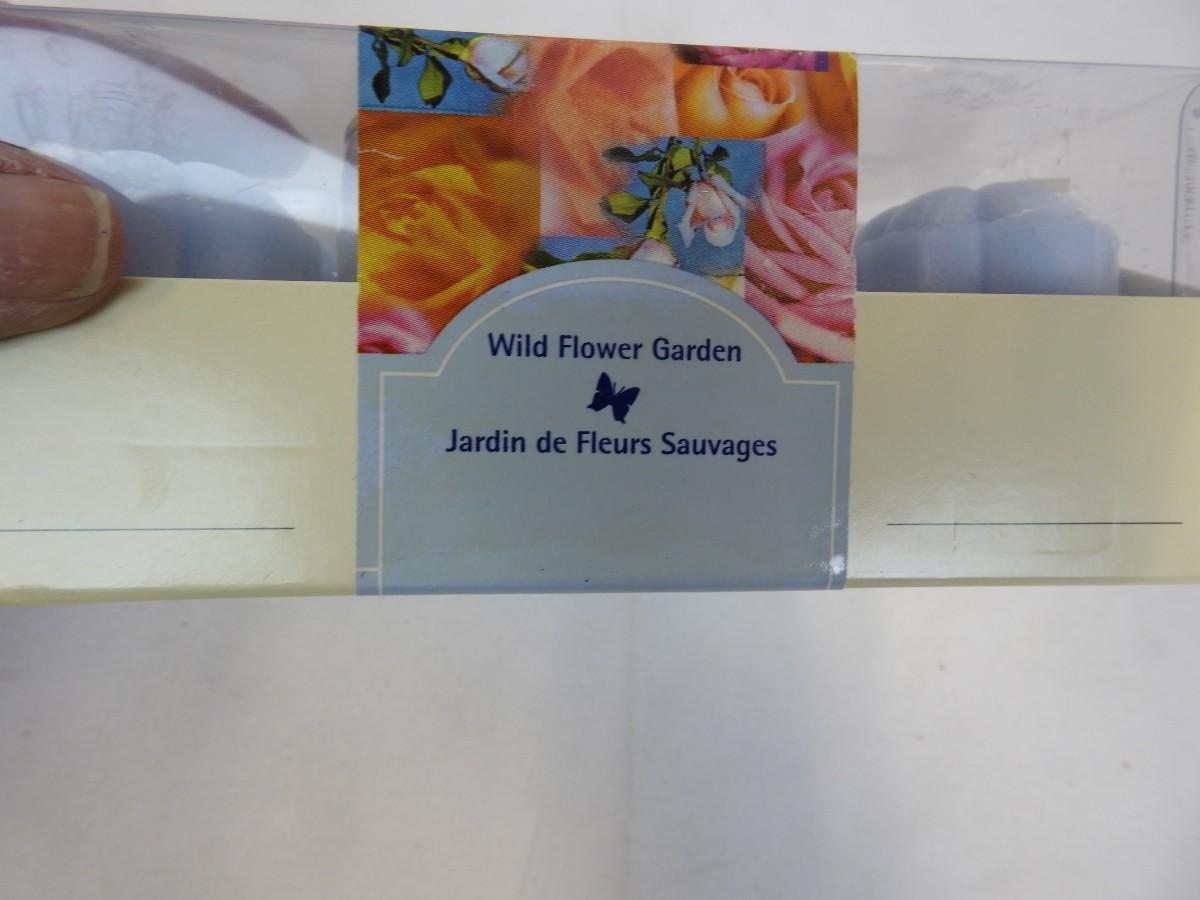 Wild Flower Garden
Jardin de Fleurs Sauvages